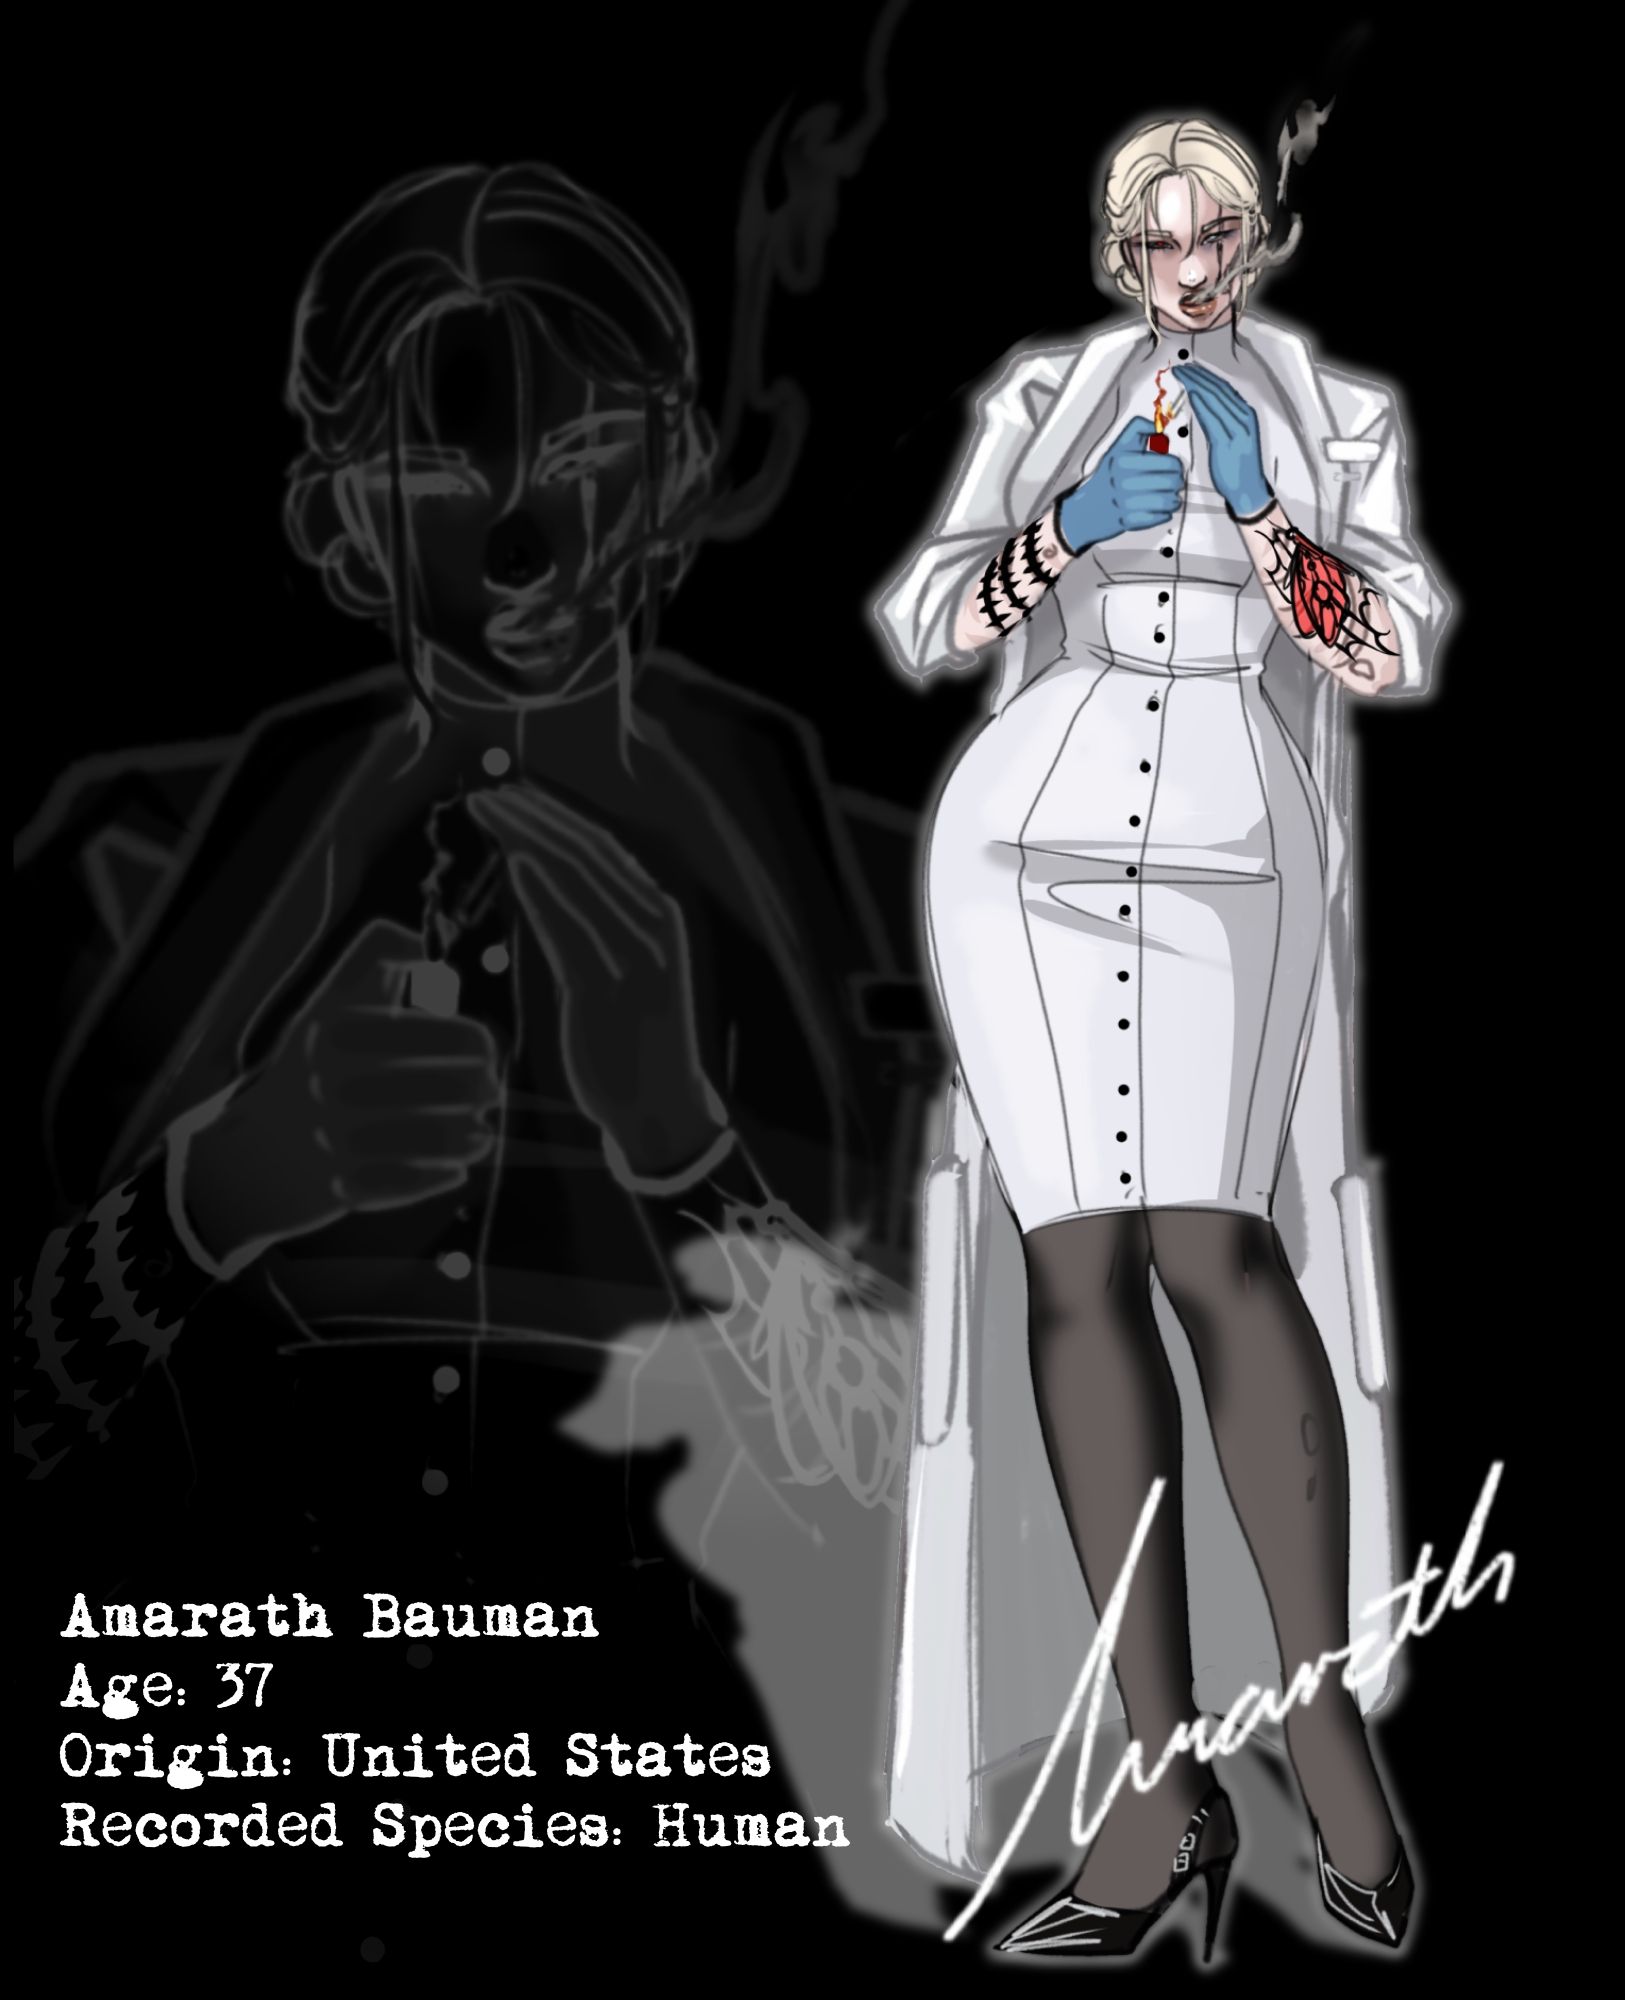 Amarath Bauman
Age: 37
Origin: United States
Recorded Species: Human
Amarath